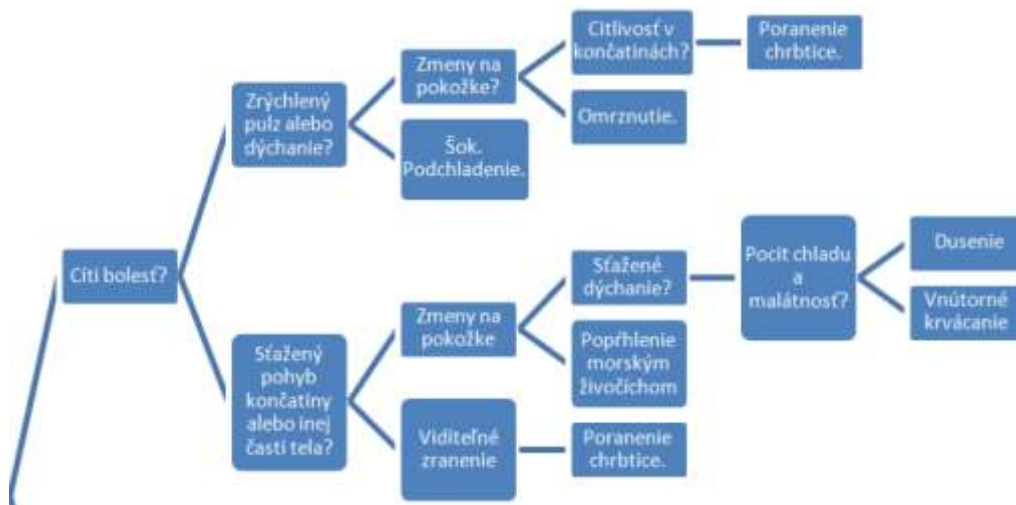 Citlivosť v
končatinách?
Poranenie
chrbtice.
Zmeny na
pokožke?
Omrznutie.
Zrýchlený
pulz alebo
dýchanie?
Šok.
Podchladenie.
Cíti bolesť?
Sťažené
dýchanie?
Pocit chladu
a
malátnosť?
Dusenie
Vnútorné
krvácanie
Zmeny na
pokožke
Popŕhlenie
morským
živočíchom
Sťažený
pohyb
končatiny
alebo inej
časti tela?
Viditeľné
zranenie
Poranenie
chrbtice.